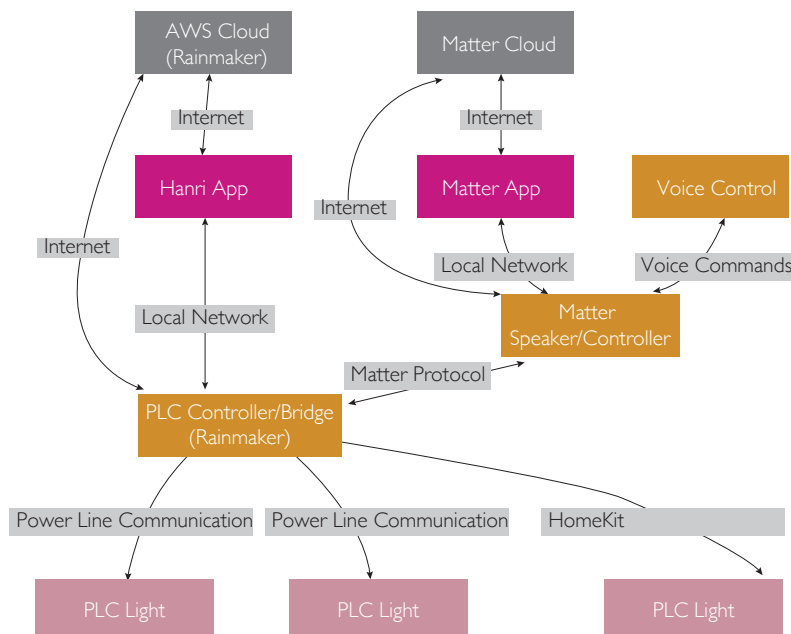 AWS Cloud
(Rainmaker)
Matter Cloud
Internet
Internet
Hanri App
Matter App
Voice Control
Internet
Internet
Local Network
Voice Commands
Local Network
Matter
Speaker/Controller
Matter Protocol
PLC Controller/Bridge
(Rainmaker)
Power Line Communication
Power Line Communication
HomeKit
PLC Light
PLC Light
PLC Light